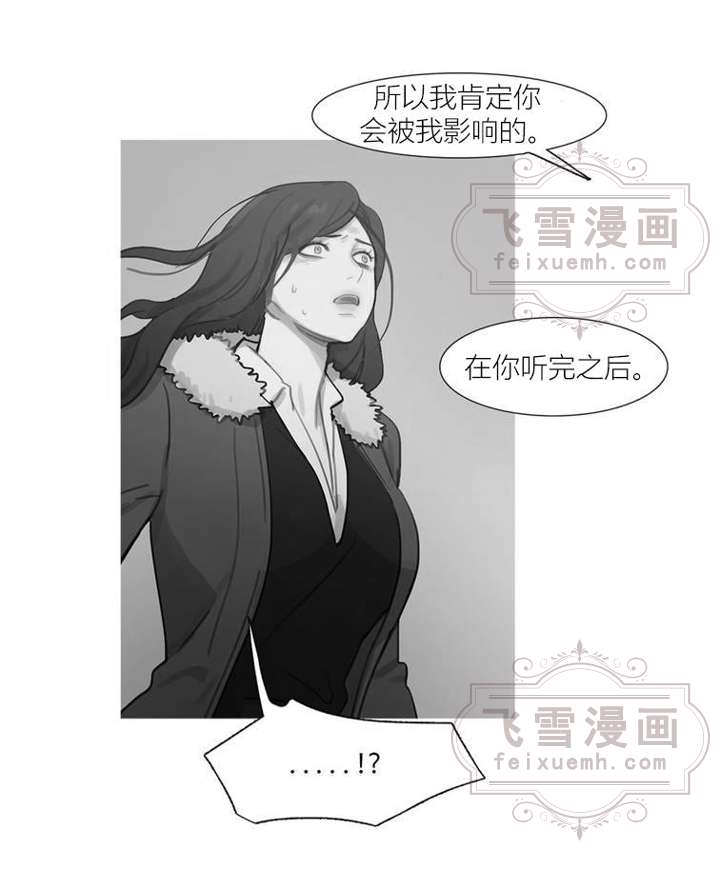 所以我肯定你
会被我影响的。
飞雪漫画
feixuemh.com
在你听完之后。
飞雪漫画
feixuemh.com
.....!?